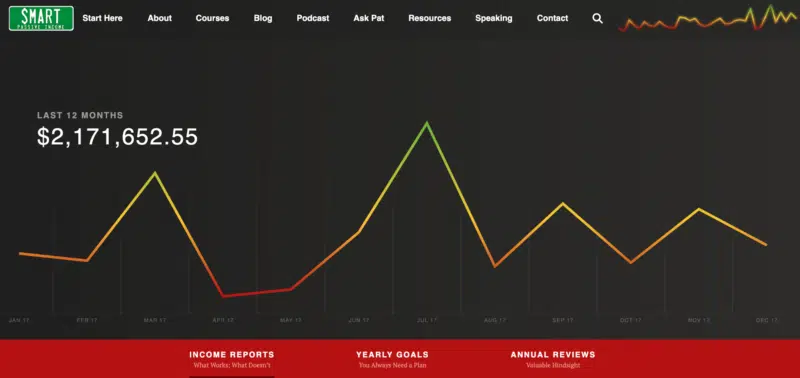 SMART
PASSIVE INCOME
Start Here About Courses Blog Podcast Ask Pat Resources Speaking Contact
LAST 12 MONTHS
$2,171,652.55
JAN 17 FEB 17 MAR 17 APR 17 MAY 17 JUN 17 JUL 17 AUG 17 SEP 17 OCT 17 NOV 17 DEC 17
INCOME REPORTS YEARLY GOALS ANNUAL REVIEWS
What Works; What Doesn't You Always Need a Plan Valuable Hindsight